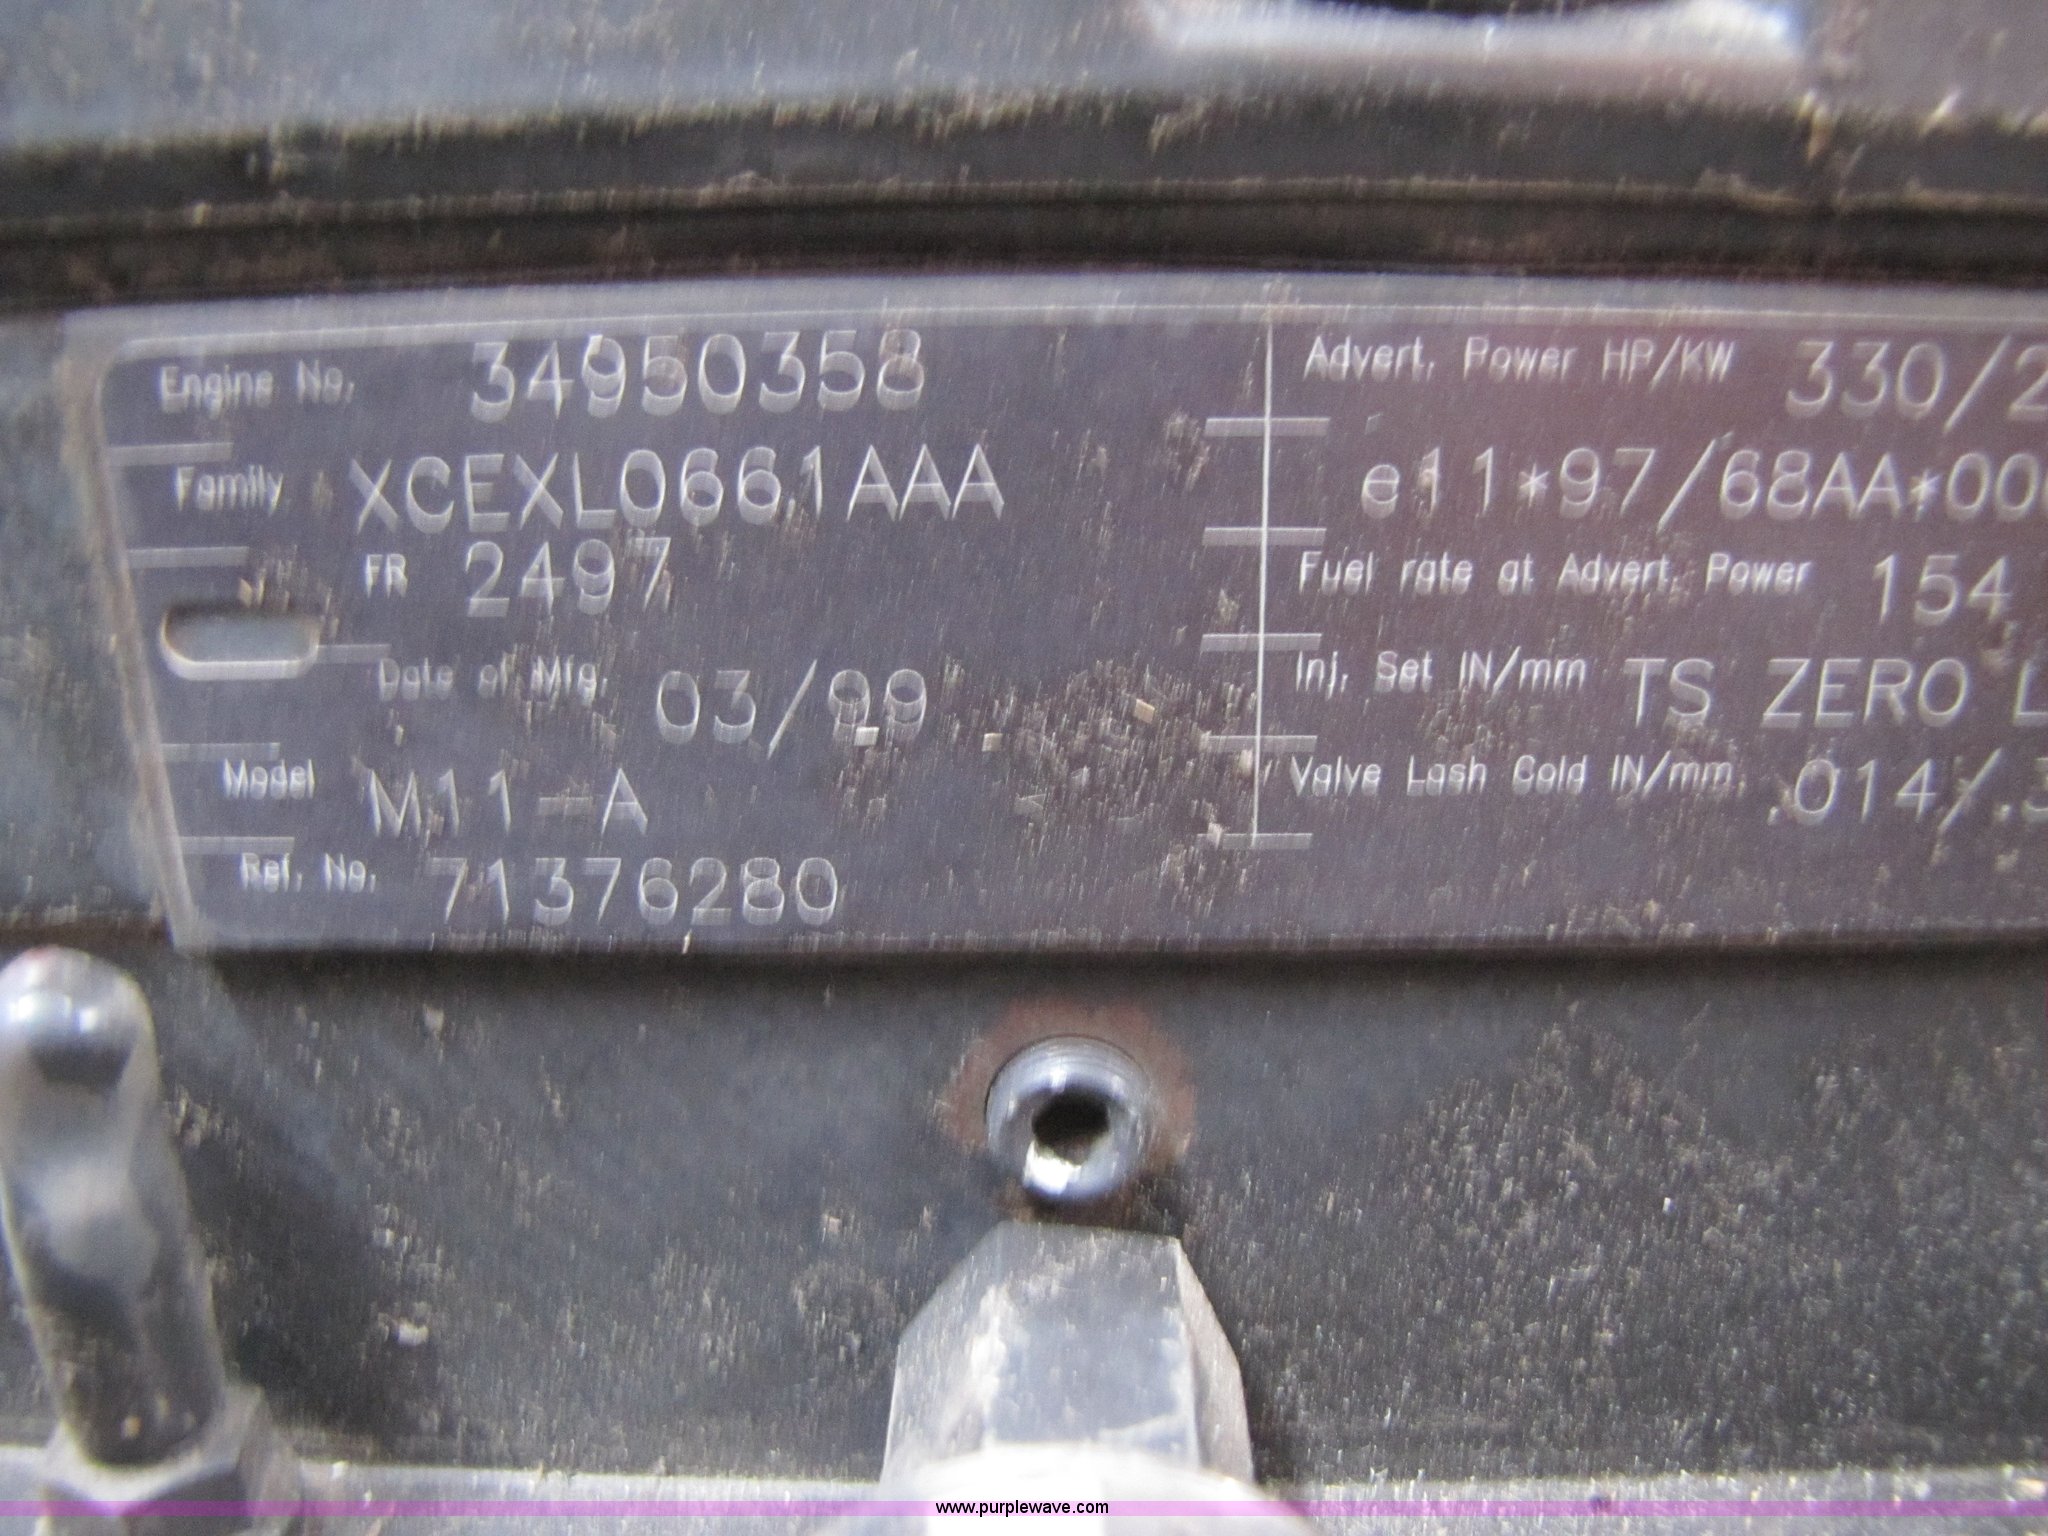 Engine No. 34950358
Family XCEXL0661AAA
FR 2497
Date of Mfg. 03/99
Model M11-A
Ref. No. 71376280
Advert. Power HP/KW 330/2
e11*97/68AA*00
Fuel rate at Advert. Power 154
Inj. Set IN/mm TS ZERO L
Valve Lash Cold IN/mm .014/.3
www.purplewave.com